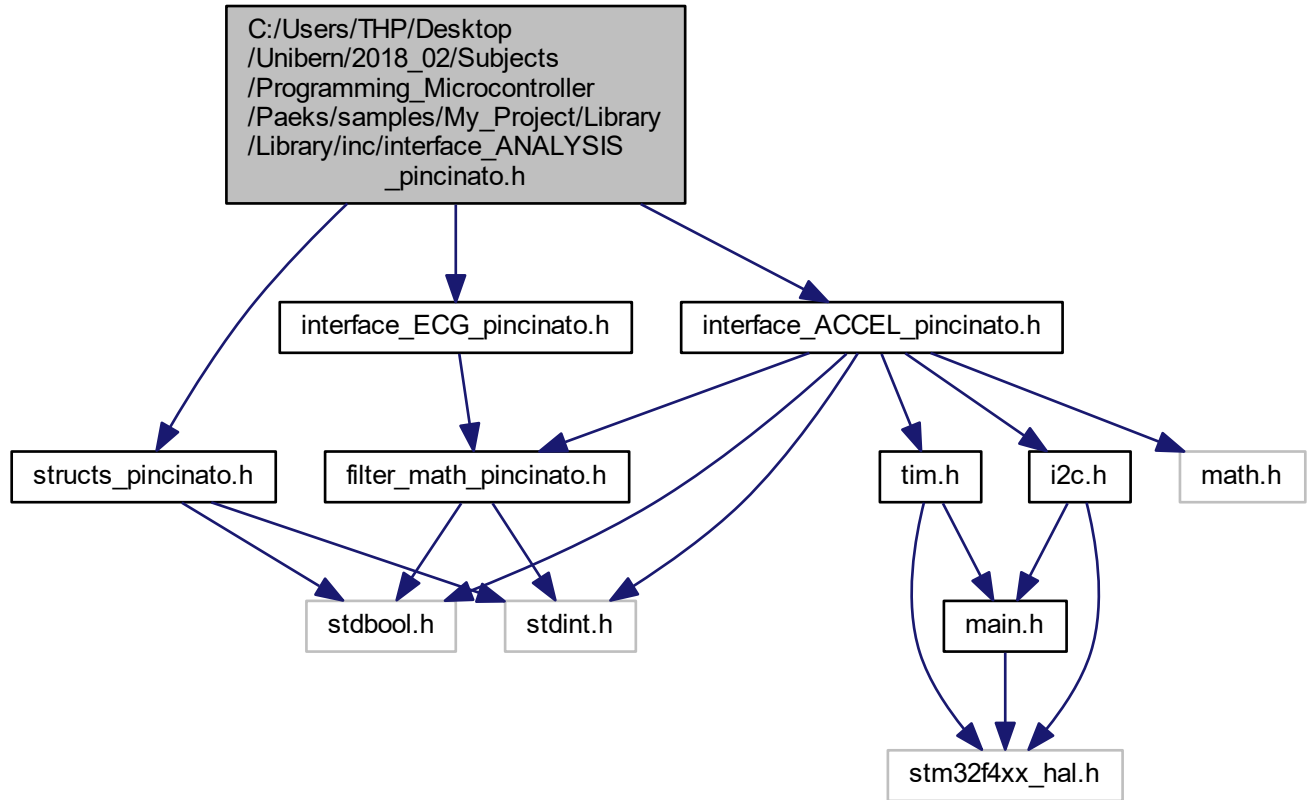 C:/Users/THP/Desktop
/Unibern/2018_02/Subjects
/Programming_Microcontroller
/Paeks/samples/My_Project/Library
/Library/inc/interface_ANALYSIS
_pincinato.h
interface_ECG_pincinato.h
interface_ACCEL_pincinato.h
structs_pincinato.h
filter_math_pincinato.h
tim.h
i2c.h
math.h
stdbool.h
stdint.h
main.h
stm32f4xx_hal.h